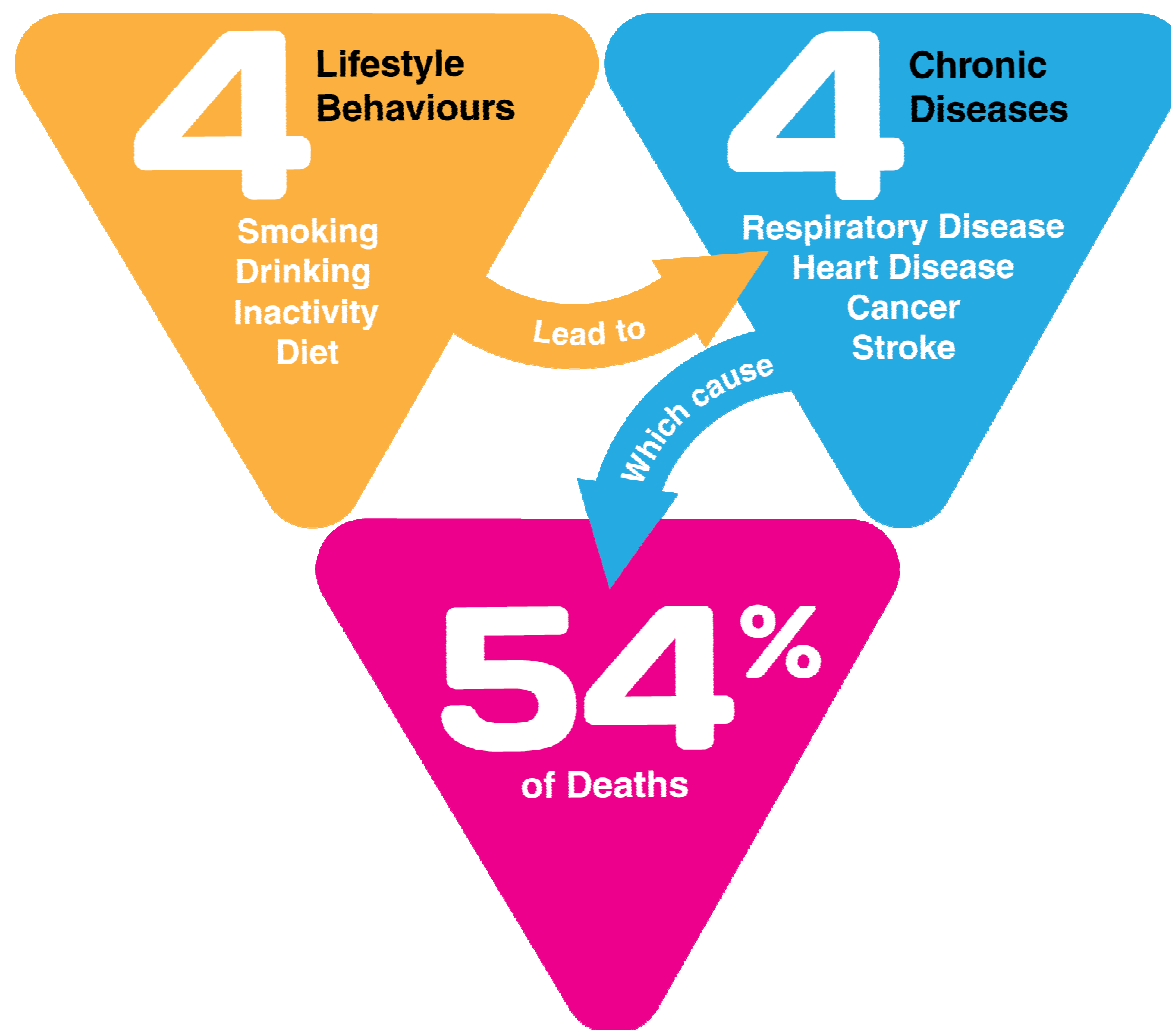 4
Lifestyle
Behaviours
Smoking
Drinking
Inactivity
Diet
Lead to
4
Chronic
Diseases
Respiratory Disease
Heart Disease
Cancer
Stroke
Which cause
54%
of Deaths